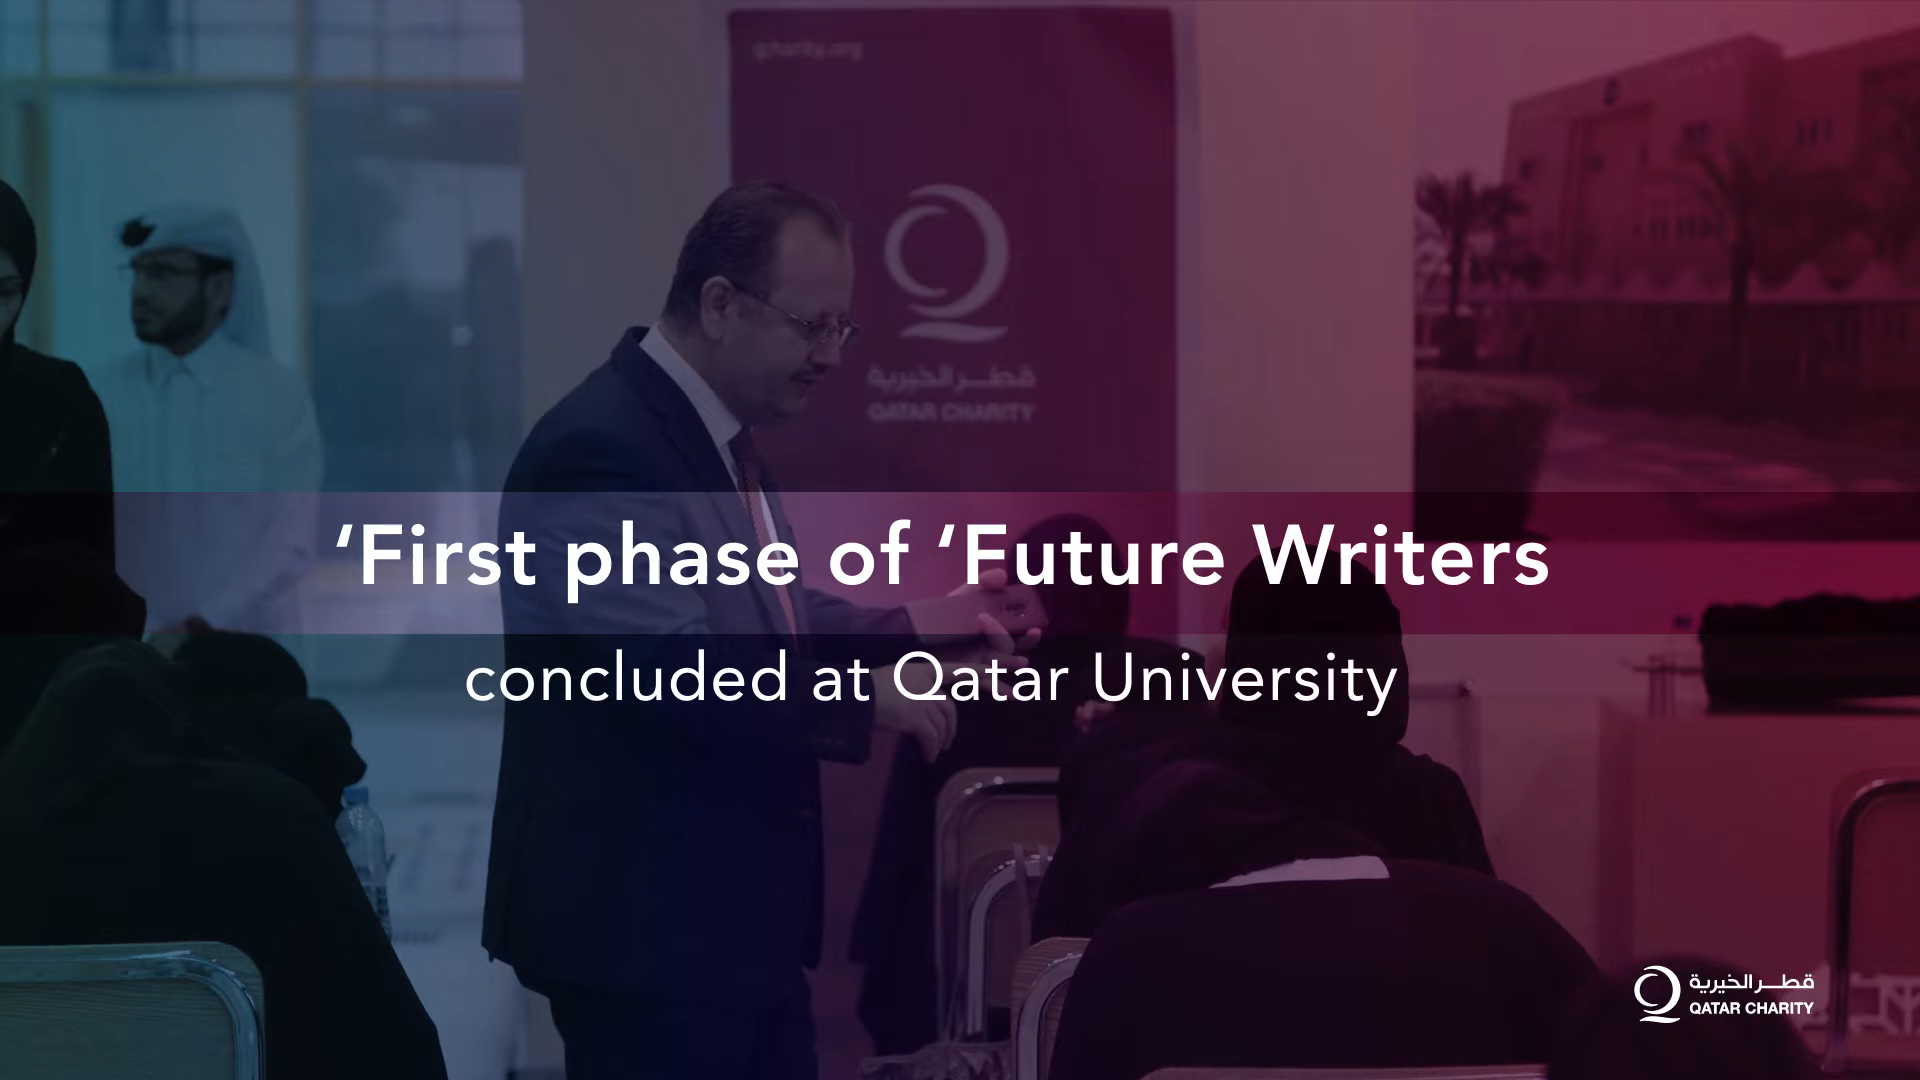 qcharity.org
قطر الخيرية
QATAR CHARITY
‘First phase of ‘Future Writers
concluded at Qatar University
قطر الخيرية
QATAR CHARITY